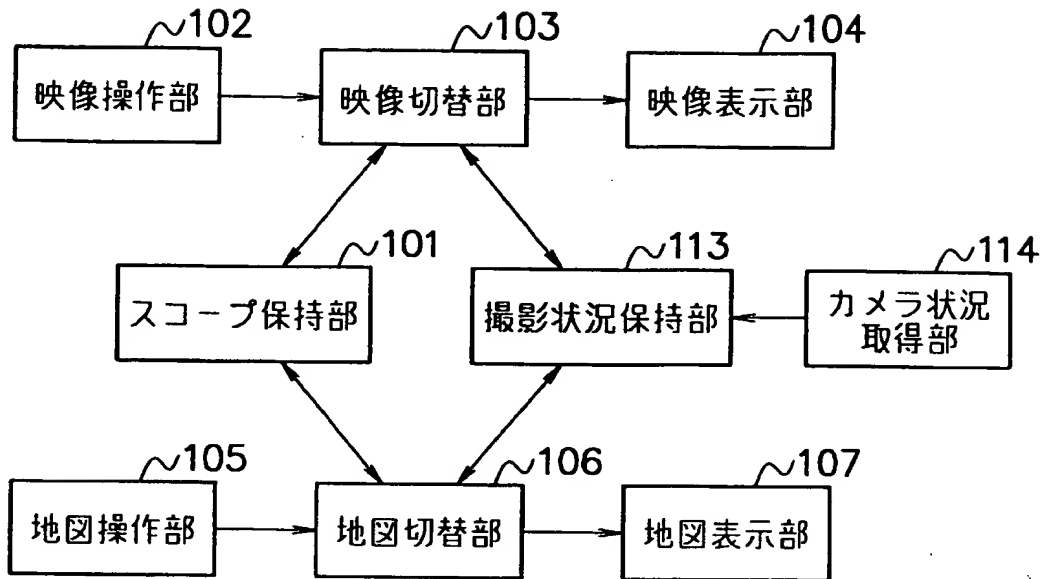 102
103
104
映像操作部
映像切替部
映像表示部
101
113
114
スコープ保持部
撮影状況保持部
カメラ状況
取得部
105
106
107
地図操作部
地図切替部
地図表示部